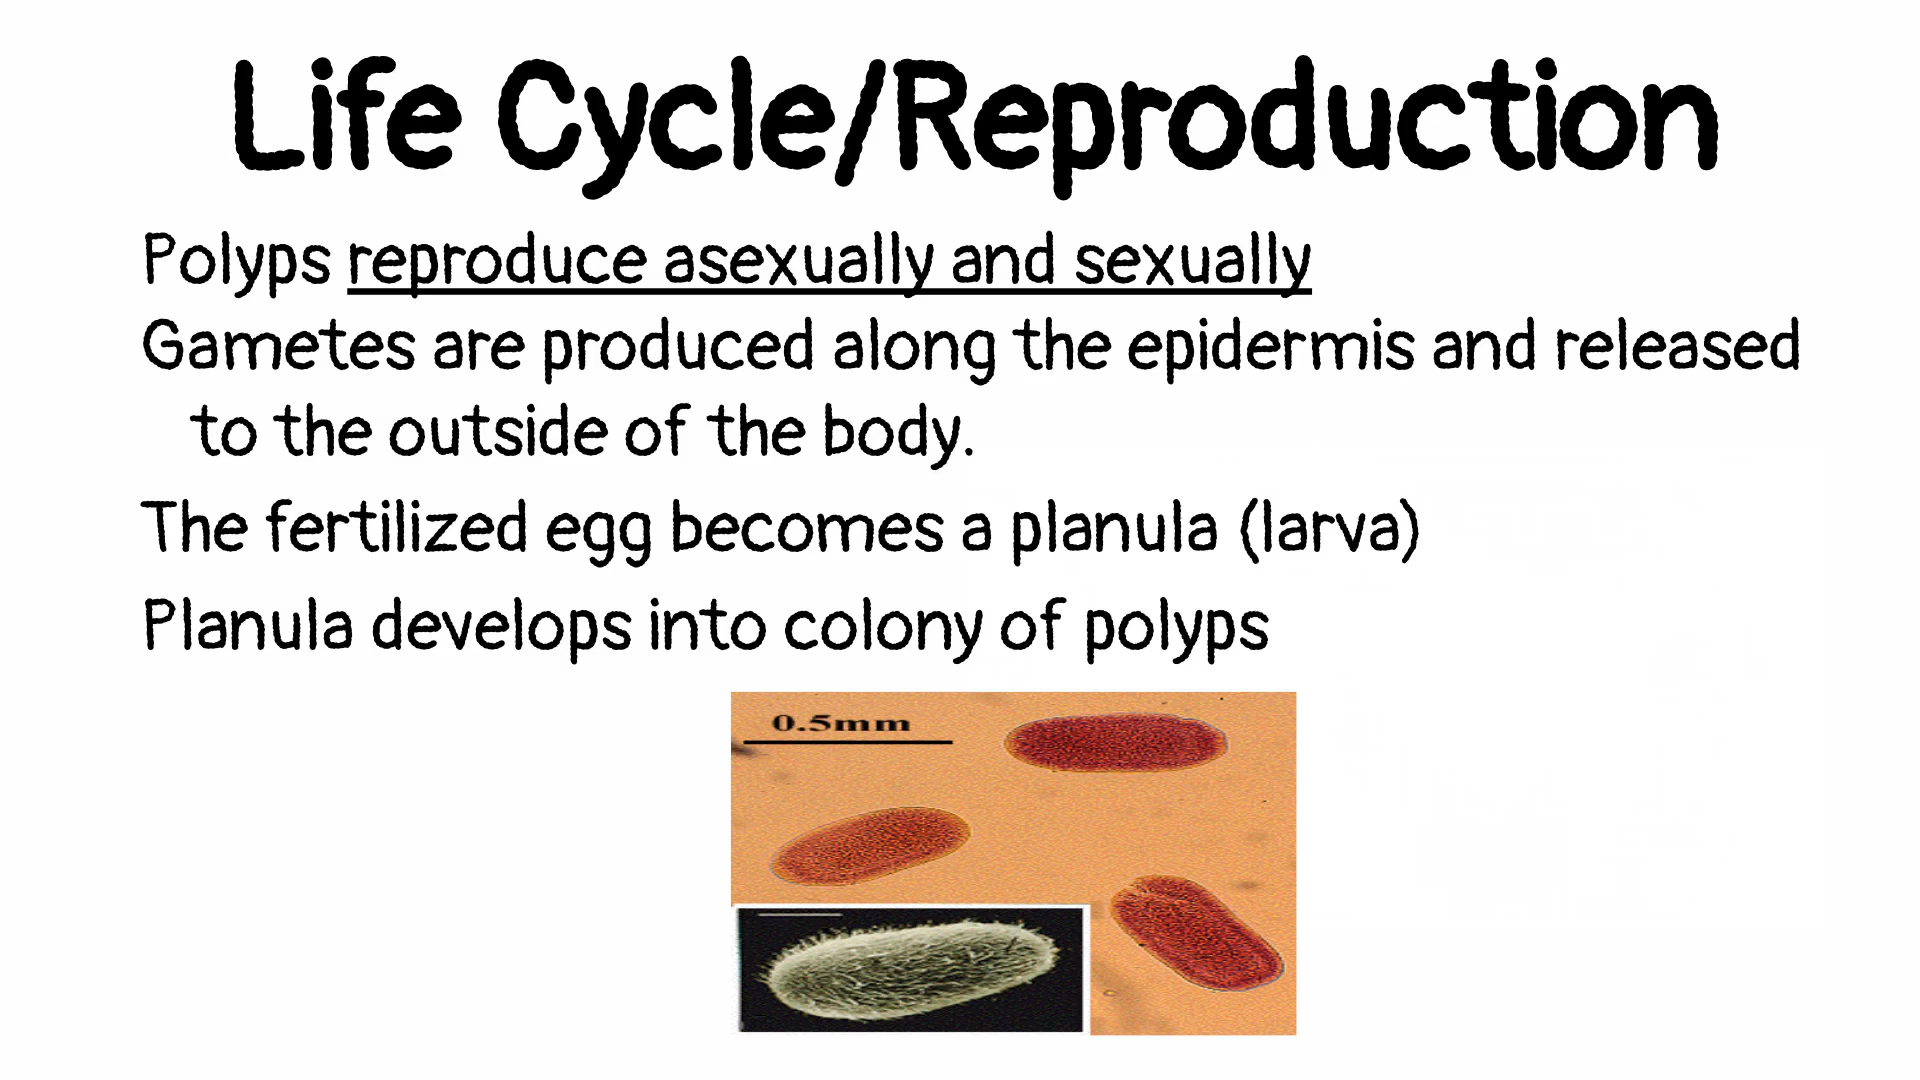 Life Cycle/Reproduction
Polyps reproduce asexually and sexually
Gametes are produced along the epidermis and released
to the outside of the body.
The fertilized egg becomes a planula (larva)
Planula develops into colony of polyps
0.5mm